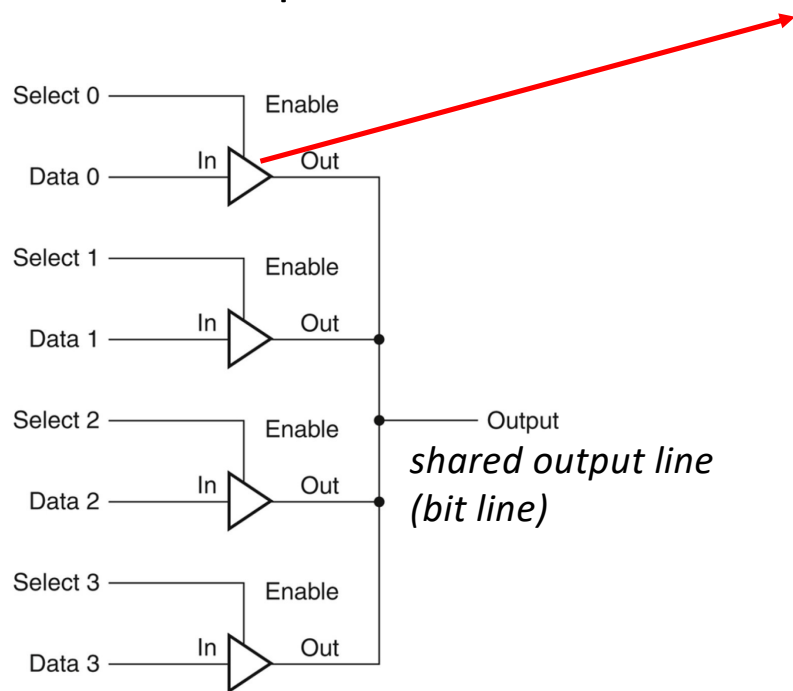 Select 0
Enable
In
Out
Data 0
Select 1
Enable
In
Out
Data 1
Select 2
Enable
Output
shared output line
(bit line)
In
Out
Data 2
Select 3
Enable
In
Out
Data 3